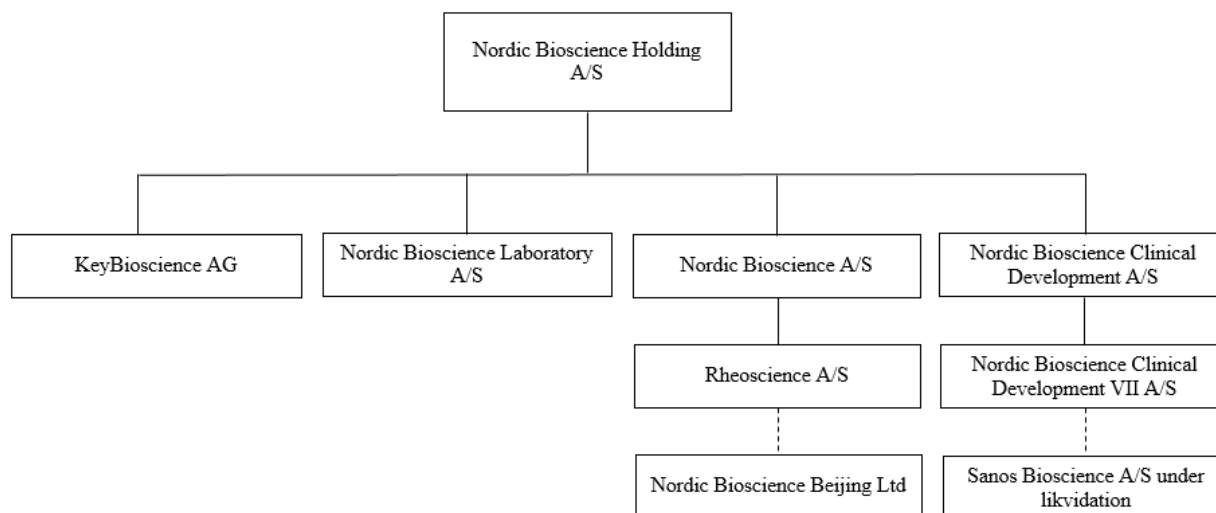 Nordic Bioscience Holding
A/S
KeyBioscience AG
Nordic Bioscience Laboratory
A/S
Nordic Bioscience A/S
Nordic Bioscience Clinical
Development A/S
Rheoscience A/S
Nordic Bioscience Clinical
Development VII A/S
Nordic Bioscience Beijing Ltd
Sanos Bioscience A/S under
likvidation